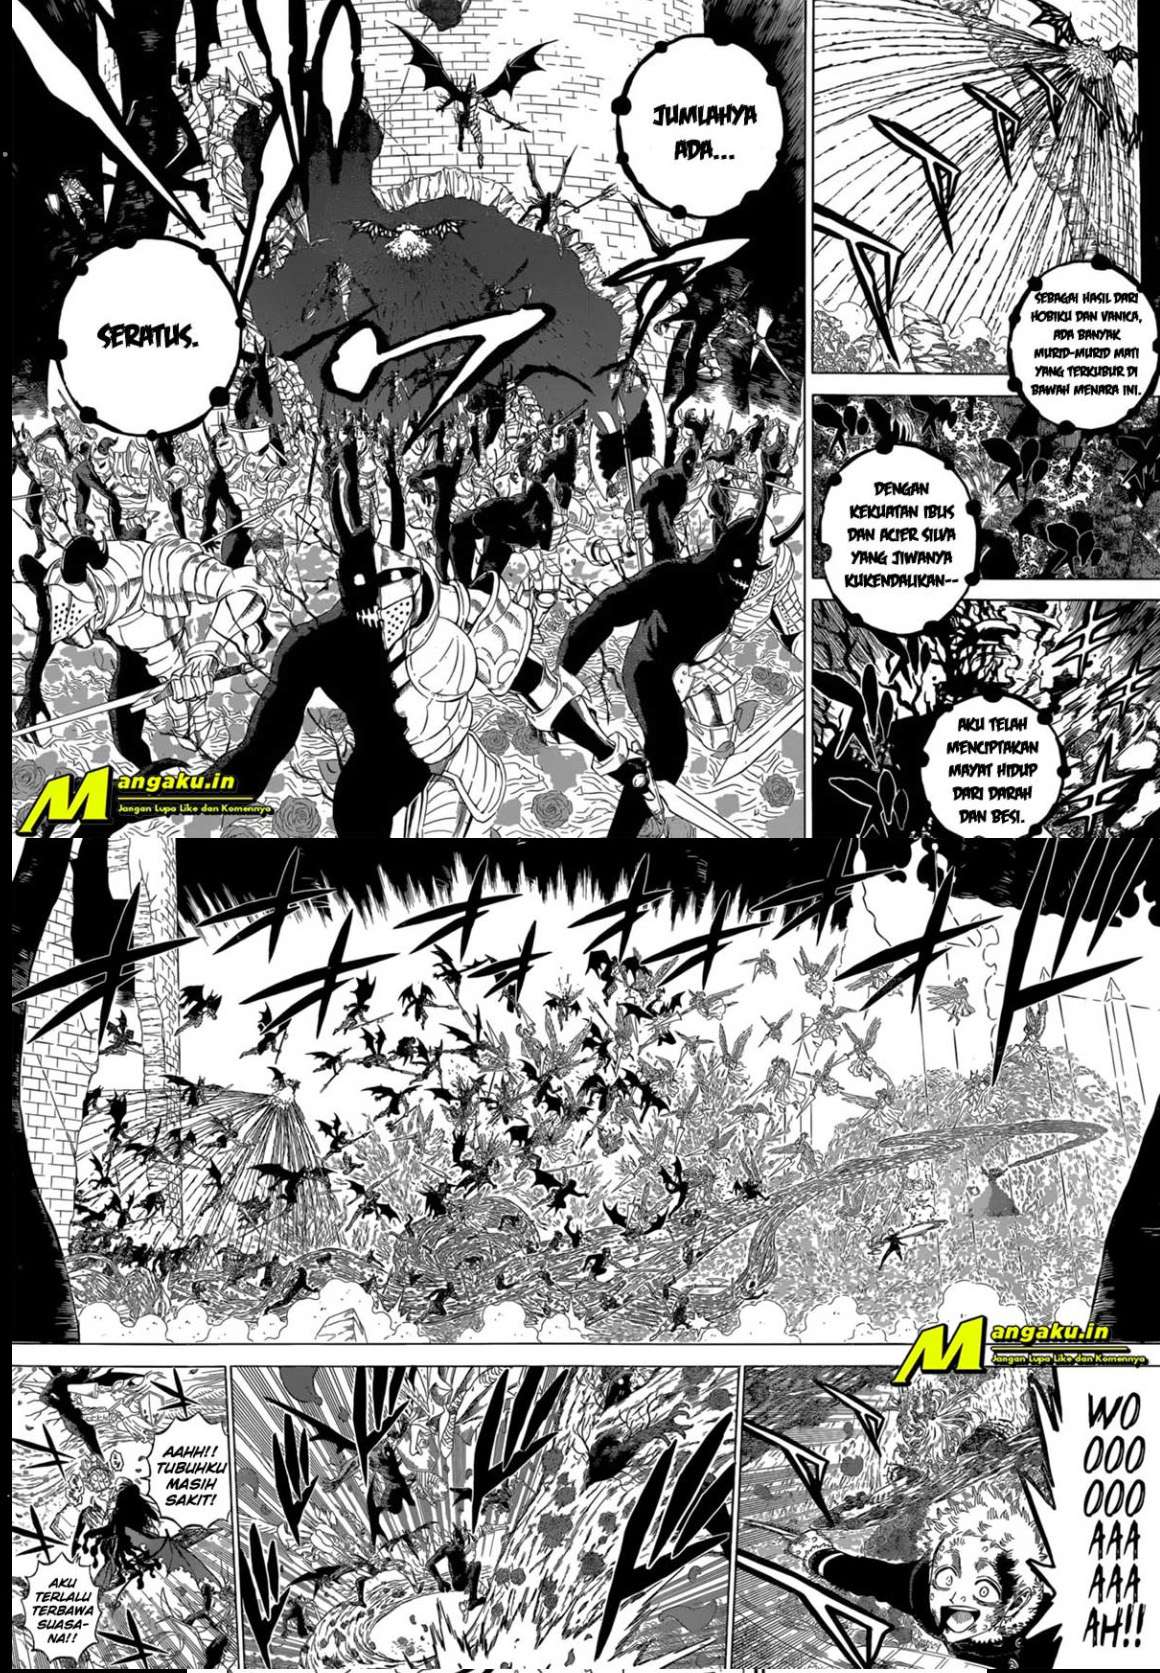 SEBAGAI HASIL DARI
HOBIKU DAN VANICA,
ADA BANYAK
MURID-MURID MATI
YANG TERKUBUR DI
BAWAH MENARA INI.
DENGAN
KEKUATAN IBLIS
DAN ACIER SILVA
YANG JIWANYA
KUKENDALIKAN--
AKU TELAH
MENCIPTAKAN
MAYAT HIDUP
DARI DARAH
DAN BESI.
JUMLAHYA
ADA...
SERATUS.
Mangaku.in
Jangan Lupa Like dan Komennya
Mangaku.in
Jangan Lupa Like dan Komennya
WO
OOO
OOO
AAA
AAA
AH!!
AAHH!!
TUBUHKU
MASIH
SAKIT!
AKU
TERLALU
TERBAWA
SUASA-
NA!!